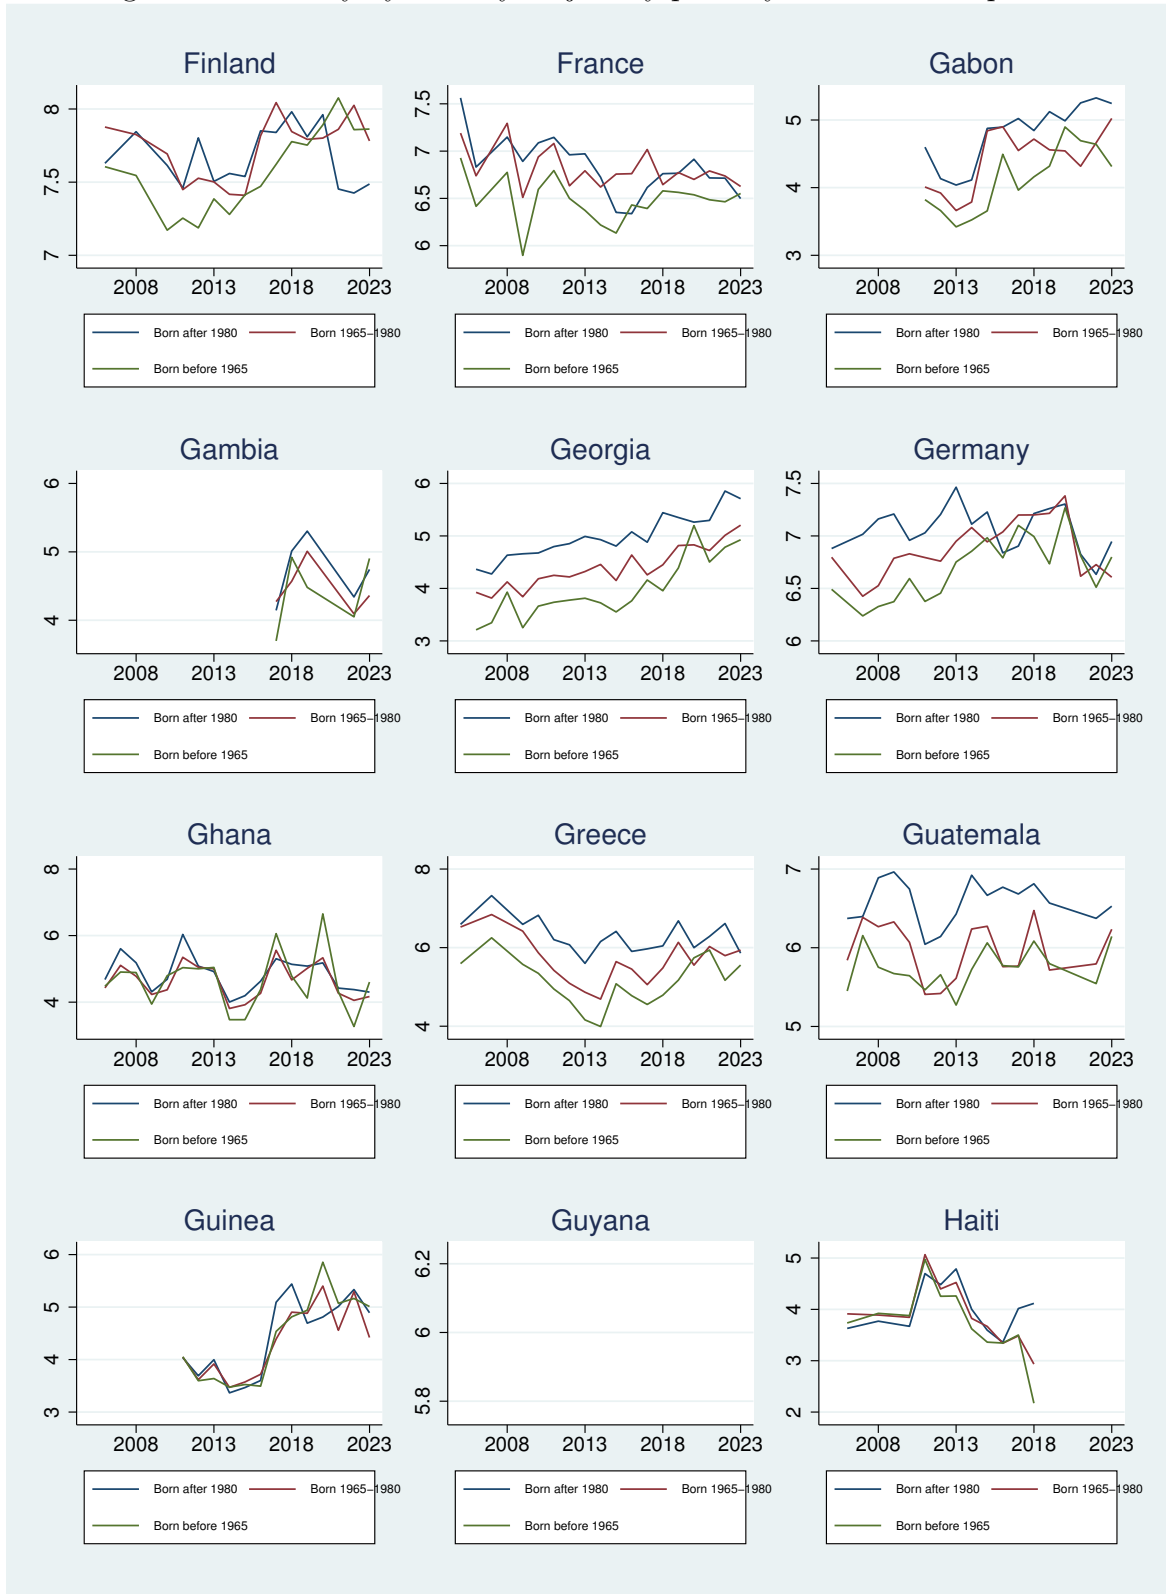 Finland
8
7.5
7
2008 2013 2018 2023
Born after 1980 Born 1965–1980
Born before 1965
France
7.5
7
6.5
6
2008 2013 2018 2023
Born after 1980 Born 1965–1980
Born before 1965
Gabon
5
4
3
2008 2013 2018 2023
Born after 1980 Born 1965–1980
Born before 1965
Gambia
6
5
4
2008 2013 2018 2023
Born after 1980 Born 1965–1980
Born before 1965
Georgia
6
5
4
3
2008 2013 2018 2023
Born after 1980 Born 1965–1980
Born before 1965
Germany
7.5
7
6.5
6
2008 2013 2018 2023
Born after 1980 Born 1965–1980
Born before 1965
Ghana
8
6
4
2008 2013 2018 2023
Born after 1980 Born 1965–1980
Born before 1965
Greece
8
6
4
2008 2013 2018 2023
Born after 1980 Born 1965–1980
Born before 1965
Guatemala
7
6
5
2008 2013 2018 2023
Born after 1980 Born 1965–1980
Born before 1965
Guinea
6
5
4
3
2008 2013 2018 2023
Born after 1980 Born 1965–1980
Born before 1965
Guyana
6.2
6
5.8
2008 2013 2018 2023
Born after 1980 Born 1965–1980
Born before 1965
Haiti
5
4
3
2
2008 2013 2018 2023
Born after 1980 Born 1965–1980
Born before 1965